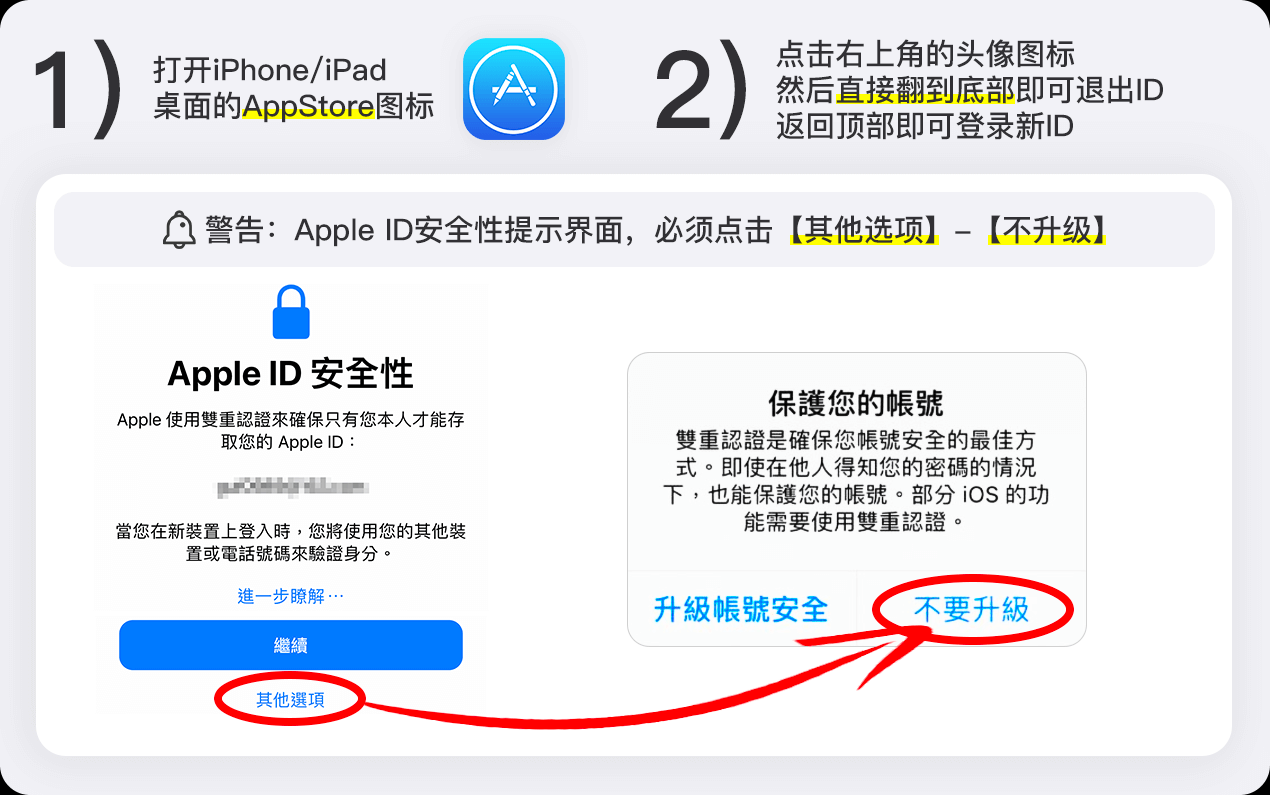 1)
打开iPhone/iPad
桌面的AppStore图标
2)
点击右上角的头像图标
然后直接翻到底部即可退出ID
返回顶部即可登录新ID
警告：Apple ID安全性提示界面，必须点击【其他选项】–【不升级】
Apple ID 安全性
Apple 使用雙重認證來確保只有您本人才能存
取您的 Apple ID：
當您在新裝置上登入時，您將使用您的其他裝
置或電話號碼來驗證身分。
進一步瞭解⋯
繼續
其他選項
保護您的帳號
雙重認證是確保您帳號安全的最佳方
式。即使在他人得知您的密碼的情況
下，也能保護您的帳號。部分 iOS 的功
能需要使用雙重認證。
升級帳號安全
不要升級